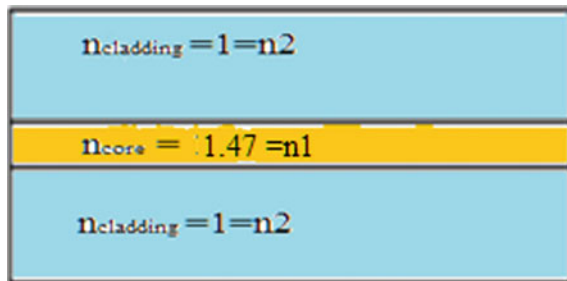 ncladding =1=n2
ncore = 1.47 =n1
ncladding =1=n2